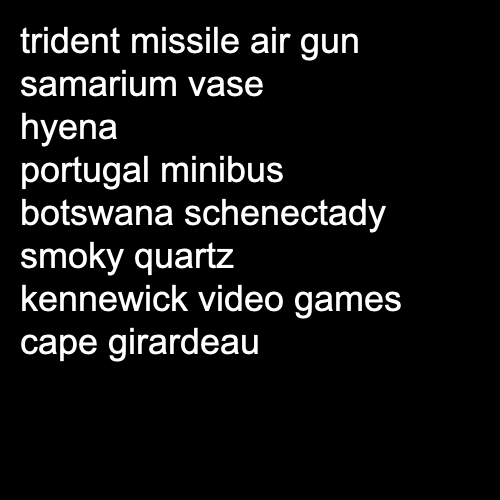 trident missile air gun
samarium vase
hyena
portugal minibus
botswana schenectady
smoky quartz
kennewick video games
cape girardeau